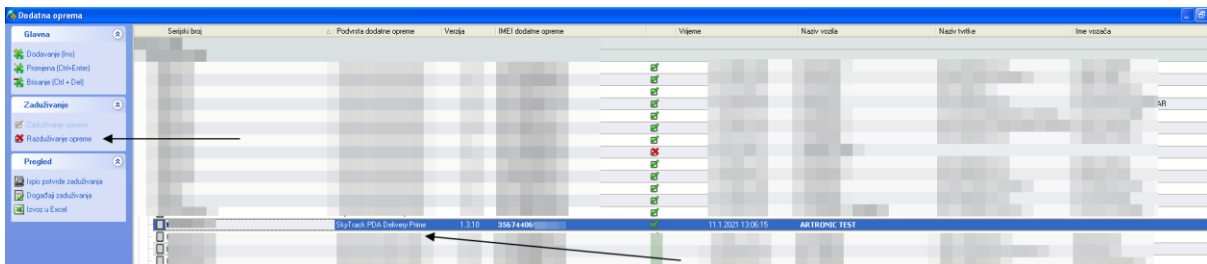 Dodatna oprema
Glavna
Dodavanje (Ins)
Promjena (Ctrl+Enter)
Brisanje (Ctrl + Del)
Zaduživanje
Zaduživanje opreme
Razduživanje opreme
Pregled
Ispis potvrde zaduživanja
Događaji zaduživanja
Izvoz u Excel
Serijski broj Podvrsta dodatne opreme Verzija IMEI dodatne opreme Vrijeme Naziv vozila Naziv tvrtke Ime vozača
AR
SkyTrack PDA Delivery Prime 1.3.10 35674406 11.1.2021 13:06:15 ARTRONIC TEST